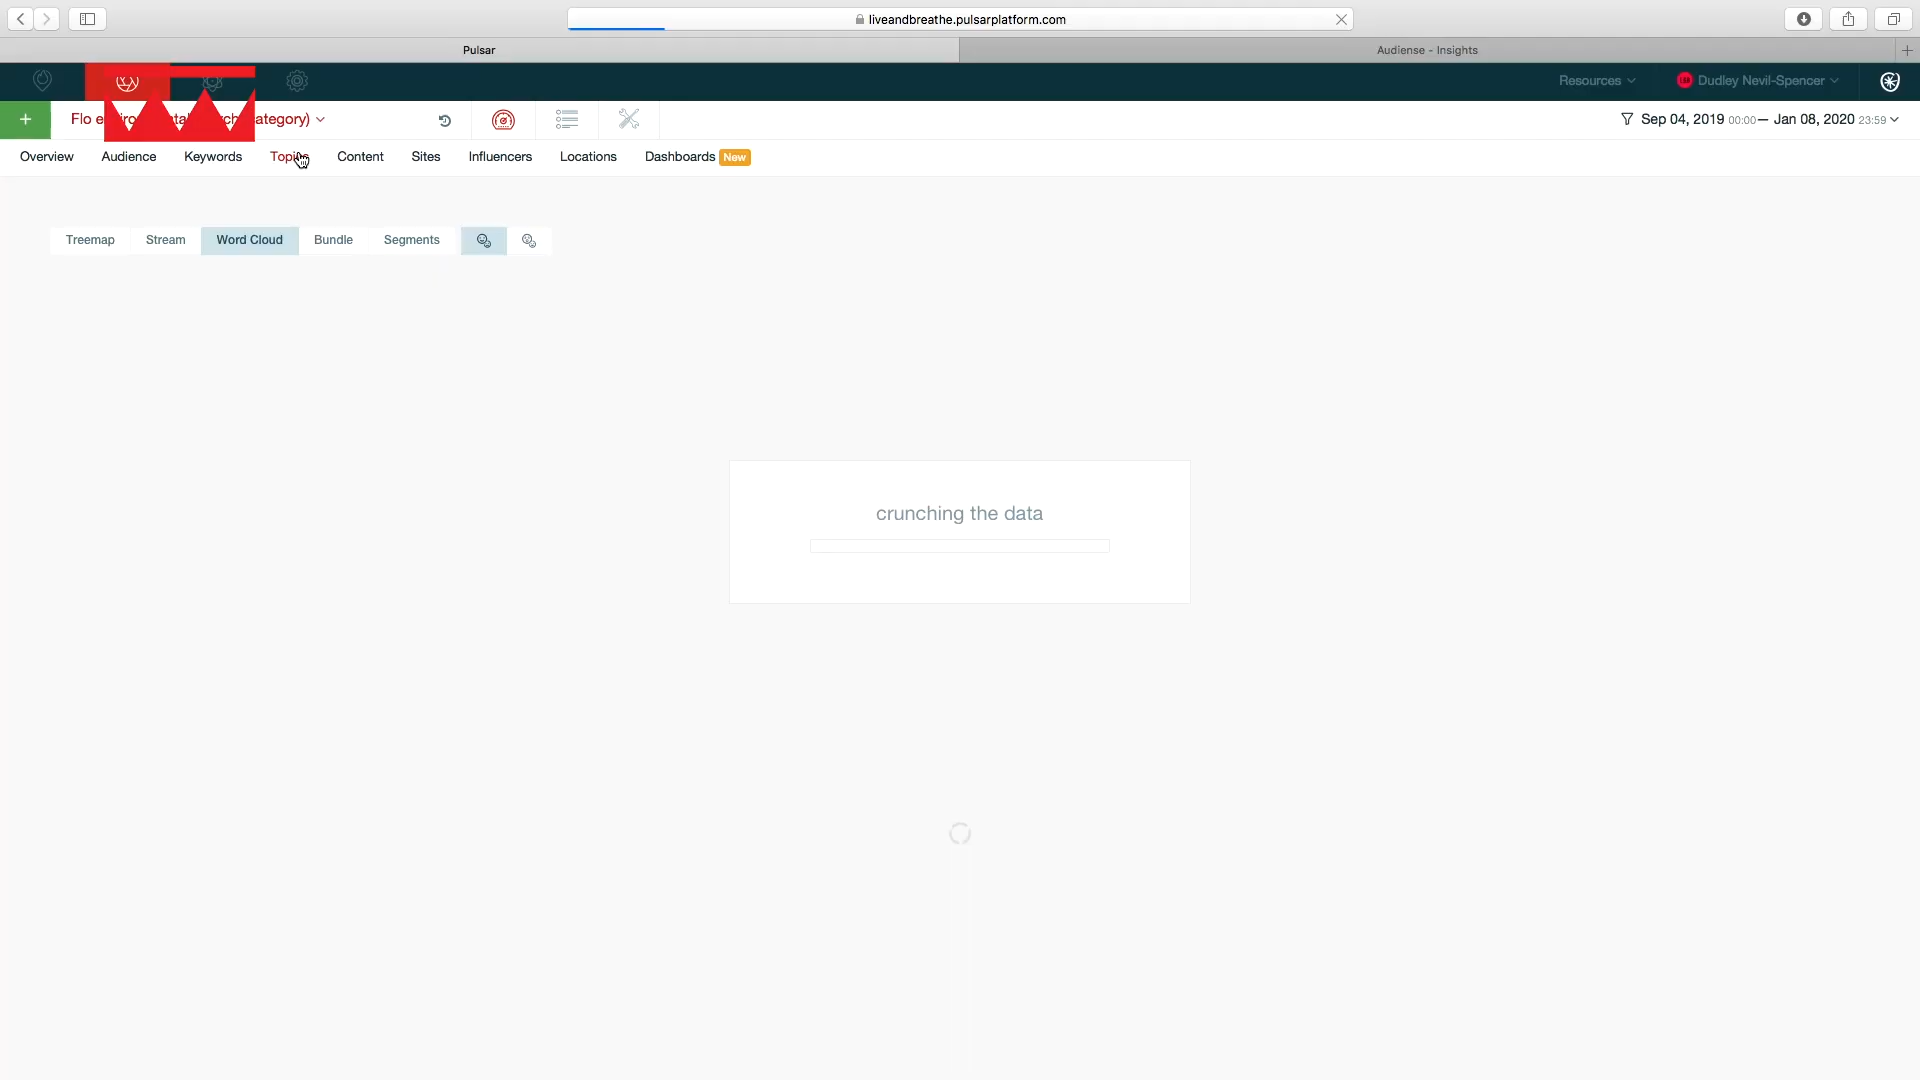 liveandbreathe.pulsarplatform.com
Pulsar
Audiense - Insights
Resources
Dudley Nevil-Spencer
+ Flo e ategory)
Sep 04, 2019 00:00— Jan 08, 2020 23:59
Overview Audience Keywords Topics Content Sites Influencers Locations Dashboards New
Treemap Stream Word Cloud Bundle Segments
crunching the data